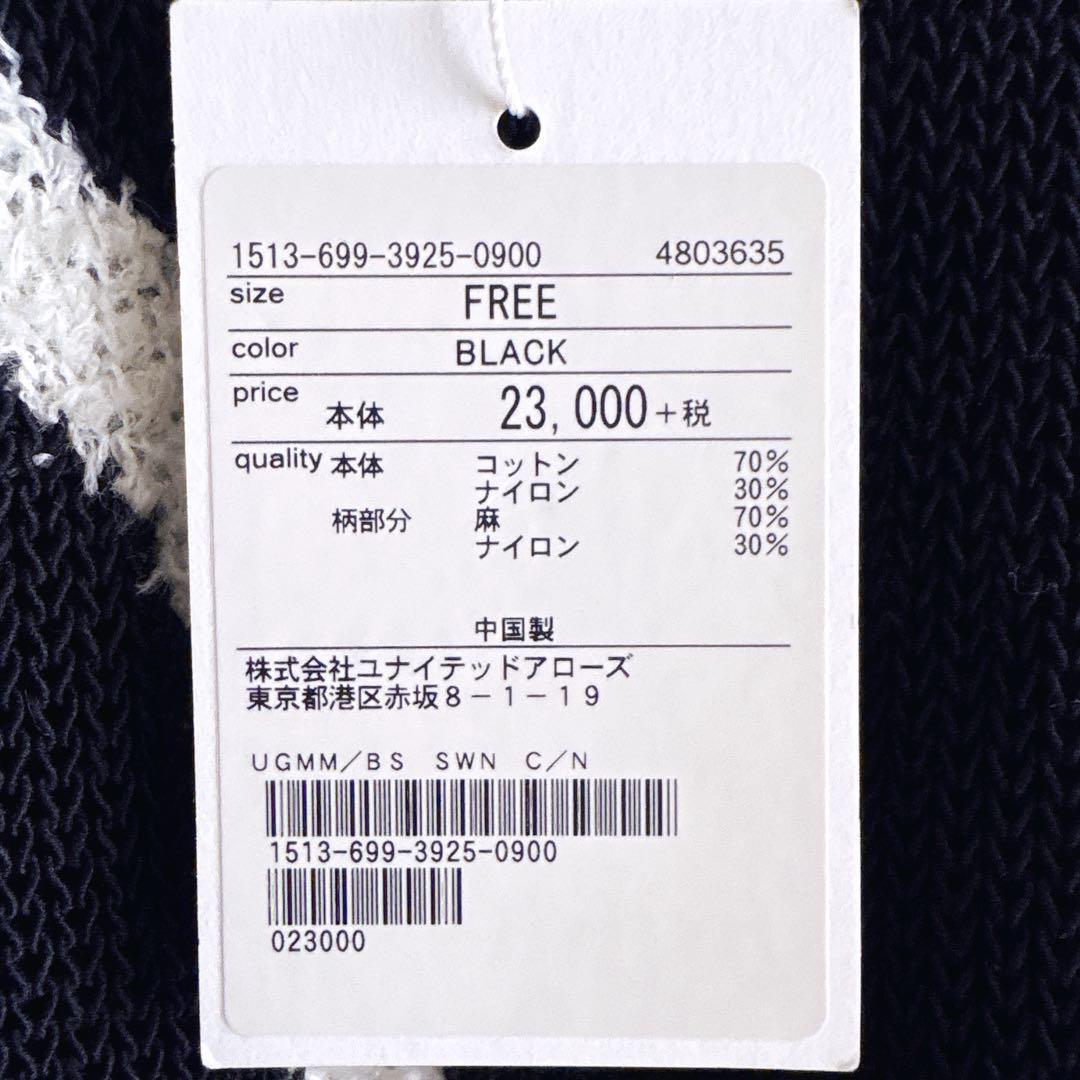 1513-699-3925-0900 4803635
size FREE
color BLACK
price 本体 23,000+税
quality 本体 コットン 70%
ナイロン 30%
柄部分 麻 70%
ナイロン 30%
中国製
株式会社ユナイテッドアローズ
東京都港区赤坂8-1-19
UGMM/BS SWN C/N
1513-699-3925-0900
023000